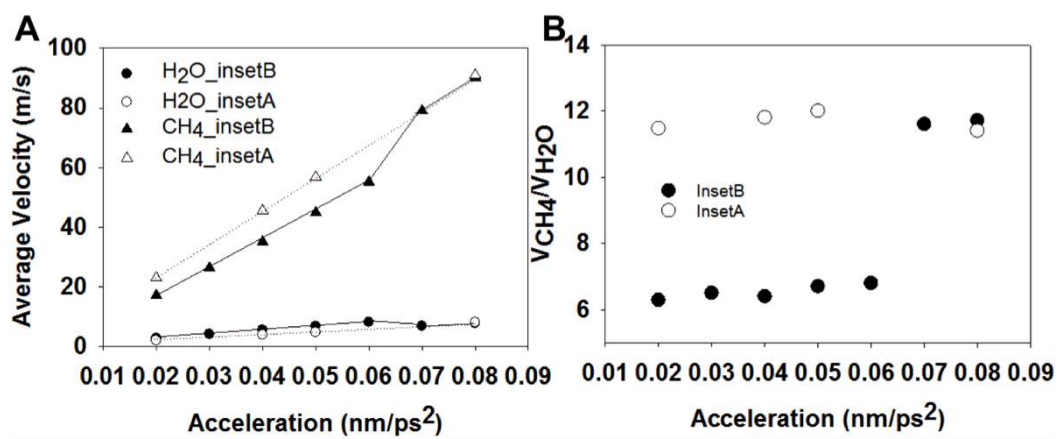 A
Average Velocity (m/s)
100
80
60
40
20
0
H2O_insetB
H2O_insetA
CH4_insetB
CH4_insetA
0.01 0.02 0.03 0.04 0.05 0.06 0.07 0.08 0.09
Acceleration (nm/ps2)
B
VCH4/VH2O
14
12
10
8
6
InsetB
InsetA
0.01 0.02 0.03 0.04 0.05 0.06 0.07 0.08 0.09
Acceleration (nm/ps2)